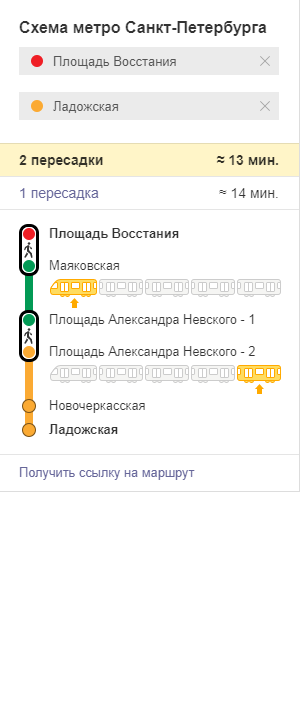 Схема метро Санкт-Петербурга
Площадь Восстания
Ладожская
2 пересадки ≈ 13 мин.
1 пересадка ≈ 14 мин.
Площадь Восстания
Маяковская
Площадь Александра Невского - 1
Площадь Александра Невского - 2
Новочеркасская
Ладожская
Получить ссылку на маршрут